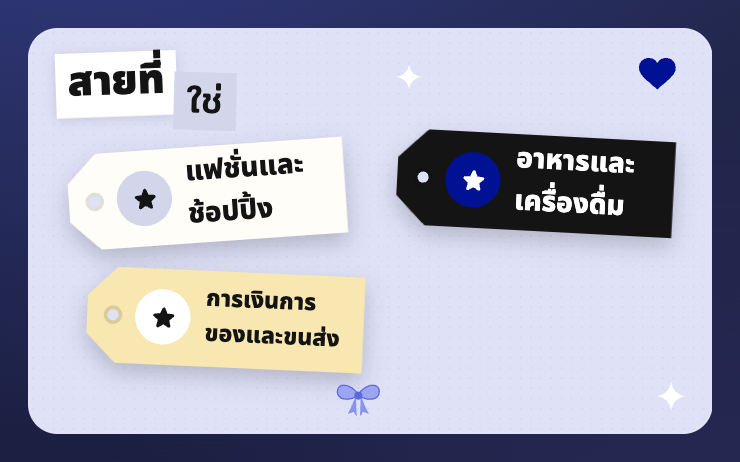 สายที่
ใช่
แฟชั่นและ
ช้อปปิ้ง
อาหารและ
เครื่องดื่ม
การเงินการ
ของและขนส่ง